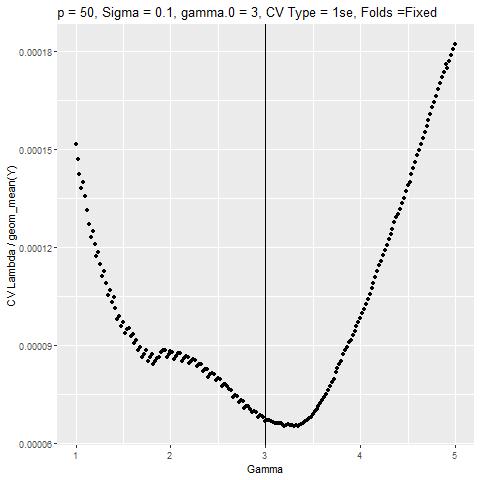 p = 50, Sigma = 0.1, gamma.0 = 3, CV Type = 1se, Folds =Fixed
0.00018
0.00015
0.00012
0.00009
0.00006
CV Lambda / geom_mean(Y)
1 2 3 4 5
Gamma